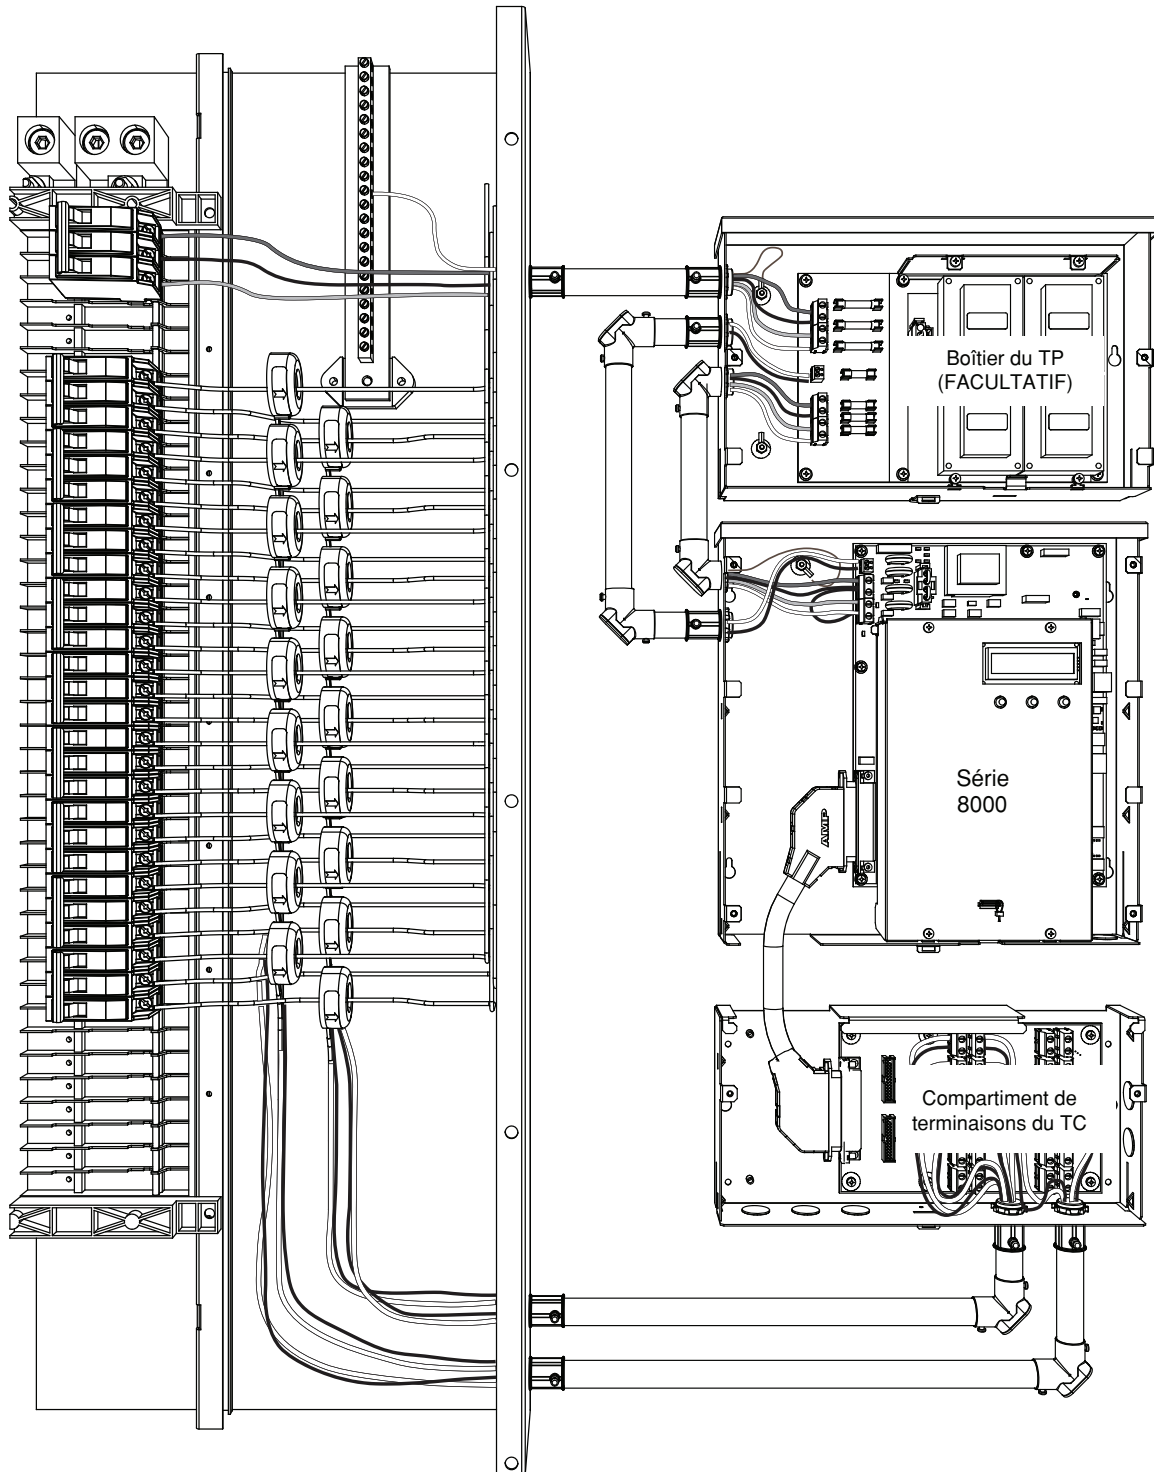 Boîtier du TP
(FACULTATIF)
Série
8000
AMP
Compartiment de
terminaisons du TC